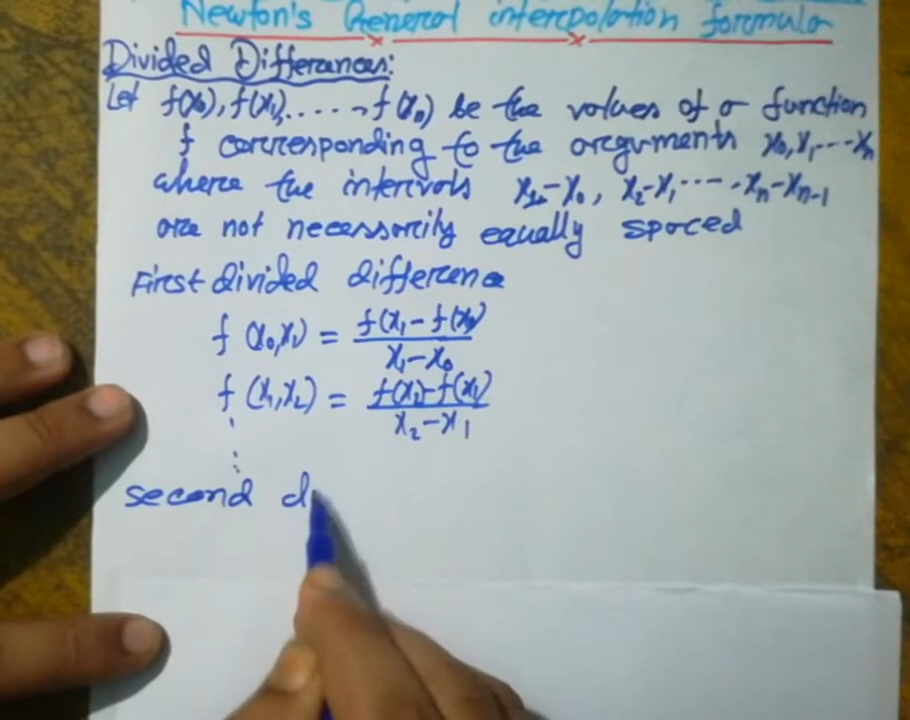 Newton's General interpolation formula
Divided Differences:
Let f(x₀), f(x₁), ..... , f(xₙ) be the values of a function
f corresponding to the arguments x₀, x₁, ... xₙ
where the intervals x₁-x₀, x₂-x₁ ..... xₙ-xₙ₋₁
are not necessarily equally spaced
First divided difference
f (x₀,x₁) = f(x₁ - f(x₀) / x₁-x₀
f (x₁,x₂) = f(x₂)-f(x₁) / x₂-x₁
second d